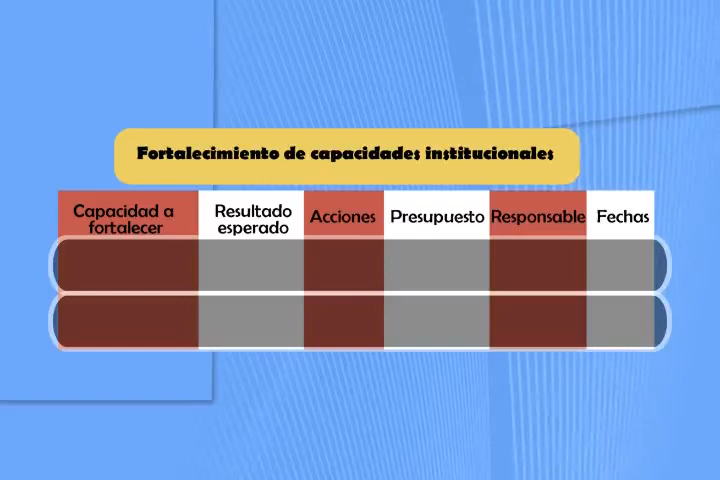 Fortalecimiento de capacidades institucionales
Capacidad a fortalecer
Resultado esperado
Acciones
Presupuesto
Responsable
Fechas